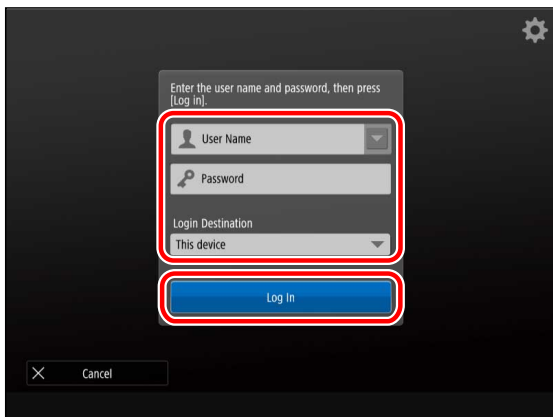 Enter the user name and password, then press
[Log in].
User Name
Password
Login Destination
This device
Log In
Cancel